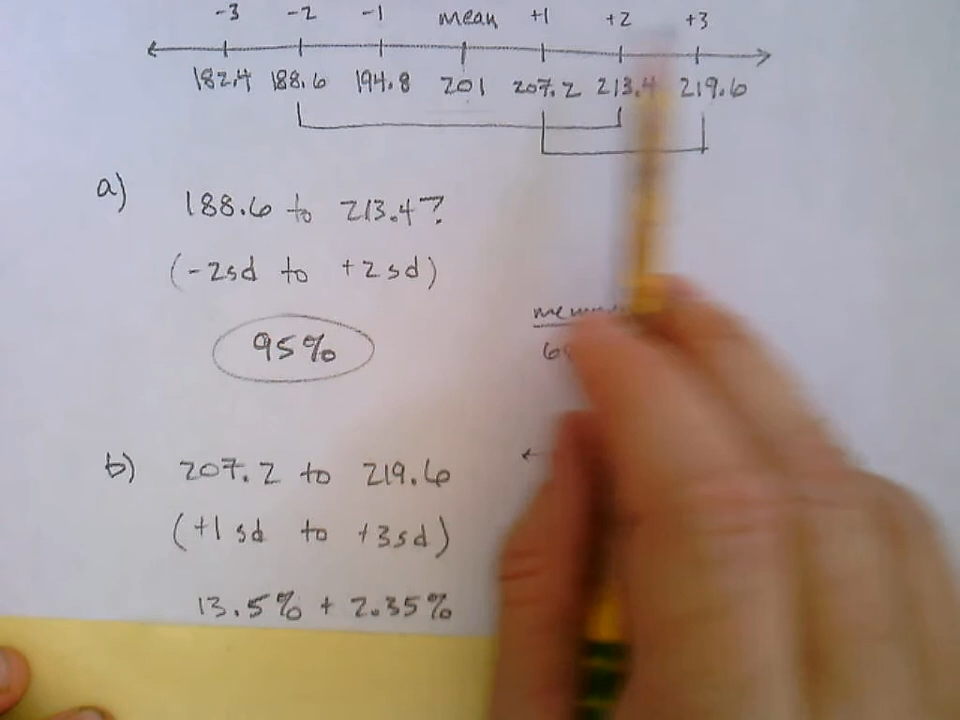 -3 -2 -1 mean +1 +2 +3
182.4 188.6 194.8 201 207.2 213.4 219.6
a) 188.6 to 213.4?
(-2sd to +2sd)
95%
b) 207.2 to 219.6
(+1 sd to +3sd)
13.5% + 2.35%